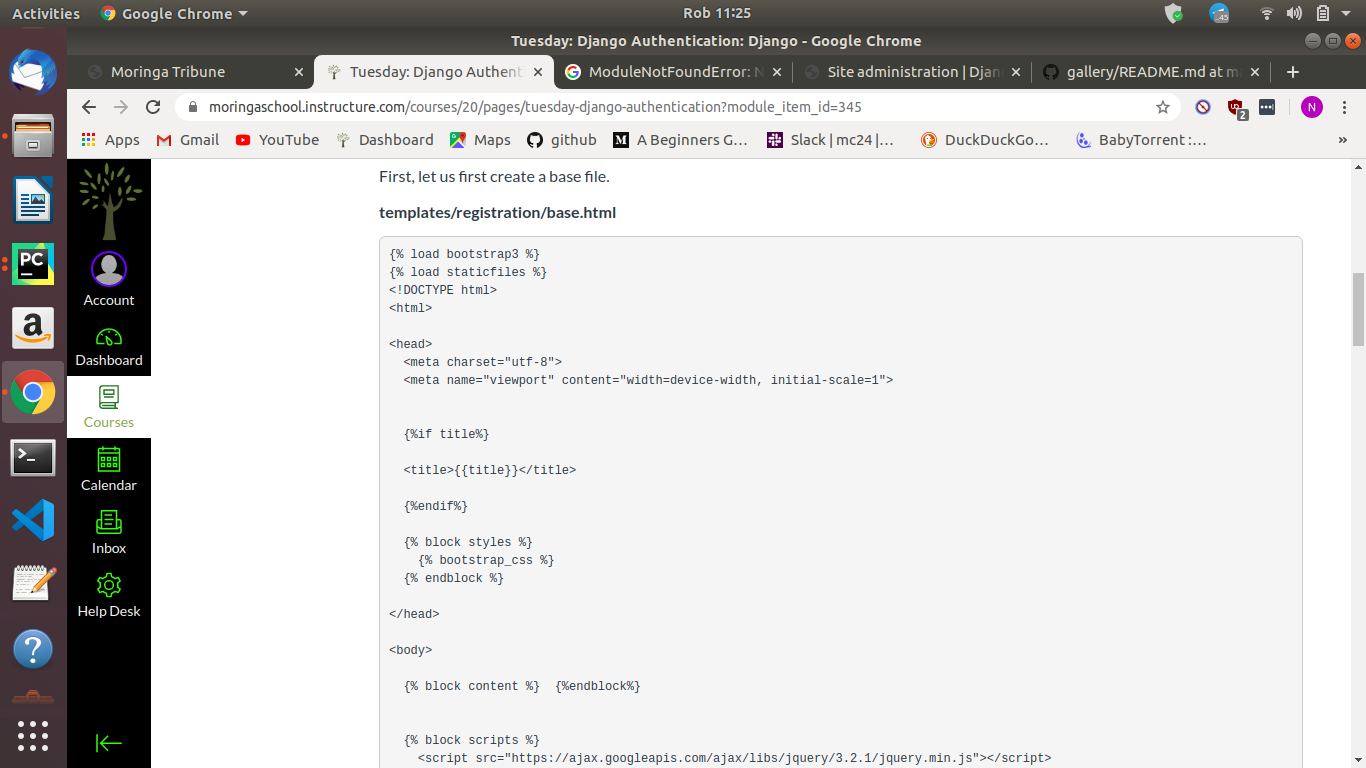 Activities
Google Chrome
Rob 11:25
.45
Tuesday: Django Authentication: Django - Google Chrome
Moringa Tribune
Tuesday: Django Authent
ModuleNotFoundError: N
Site administration | Djan
gallery/README.md at m
moringaschool.instructure.com/courses/20/pages/tuesday-django-authentication?module_item_id=345
2
N
Apps
Gmail
YouTube
Dashboard
Maps
github
M
A Beginners G…
Slack | mc24 |…
DuckDuckGo…
BabyTorrent :…
»
PC
a
?
Account
Dashboard
Courses
Calendar
Inbox
Help Desk
First, let us first create a base file.
templates/registration/base.html
{% load bootstrap3 %}
{% load staticfiles %}
<!DOCTYPE html>
<html>
<head>
<meta charset="utf-8">
<meta name="viewport" content="width=device-width, initial-scale=1">
{%if title%}
<title>{{title}}</title>
{%endif%}
{% block styles %}
{% bootstrap_css %}
{% endblock %}
</head>
<body>
{% block content %}  {%endblock%}
{% block scripts %}
<script src="https://ajax.googleapis.com/ajax/libs/jquery/3.2.1/jquery.min.js"></script>